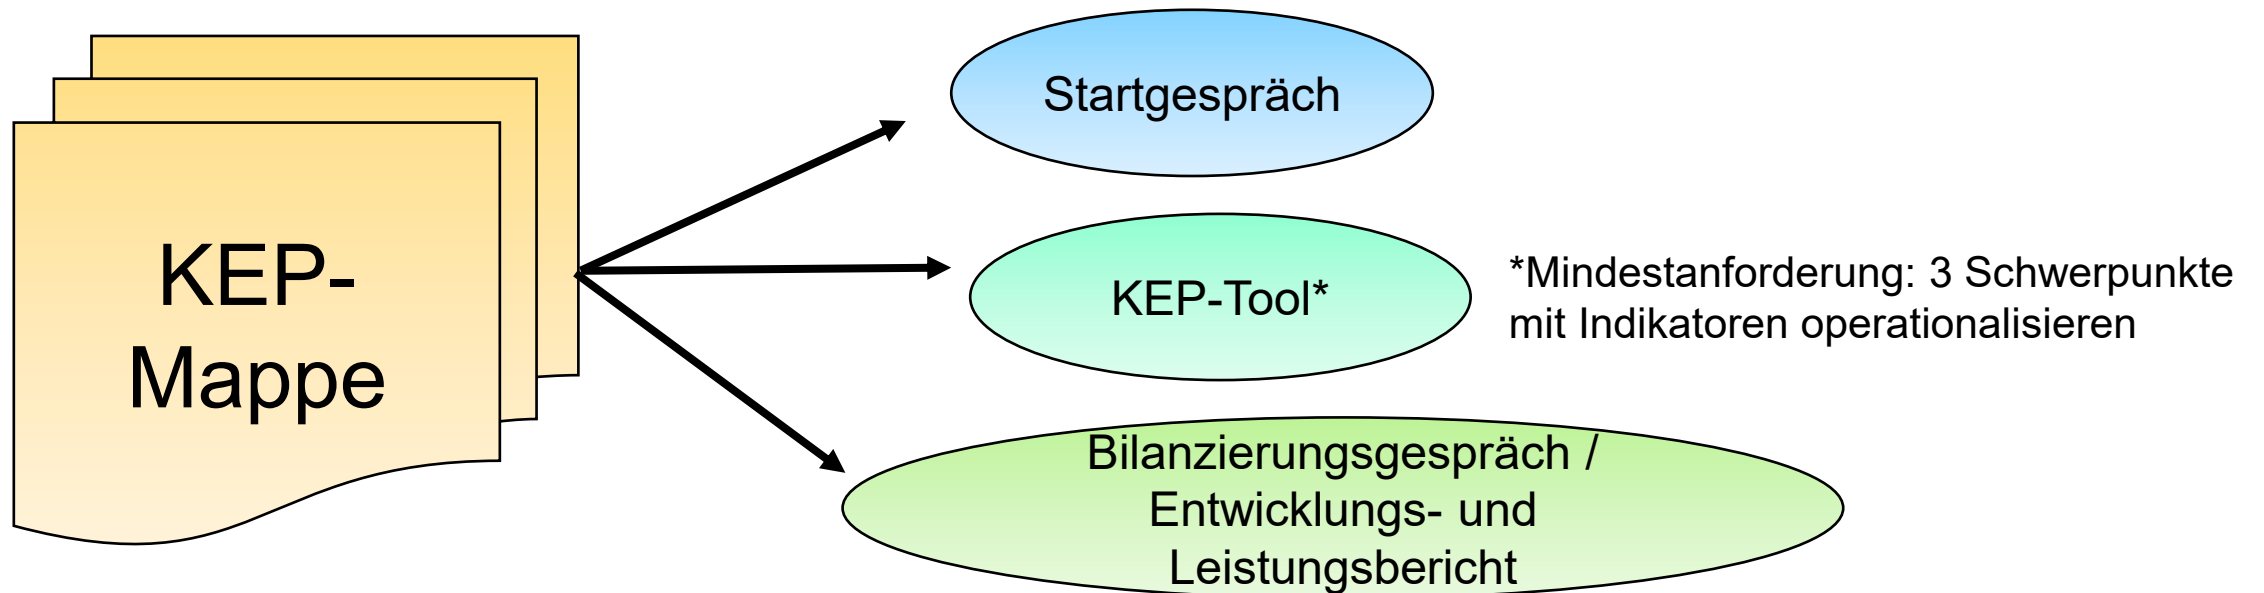 KEP-
Mappe
Startgespräch
KEP-Tool*
*Mindestanforderung: 3 Schwerpunkte
mit Indikatoren operationalisieren
Bilanzierungsgespräch /
Entwicklungs- und
Leistungsbericht